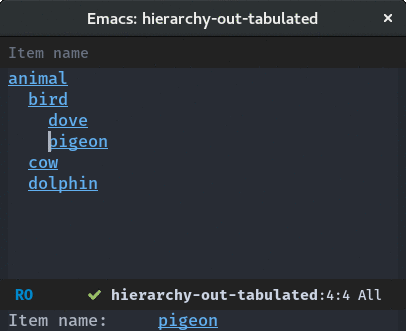 Emacs: hierarchy-out-tabulated ×
Item name
animal
bird
dove
pigeon
cow
dolphin
RO ✔ hierarchy-out-tabulated:4:4 All
Item name: pigeon